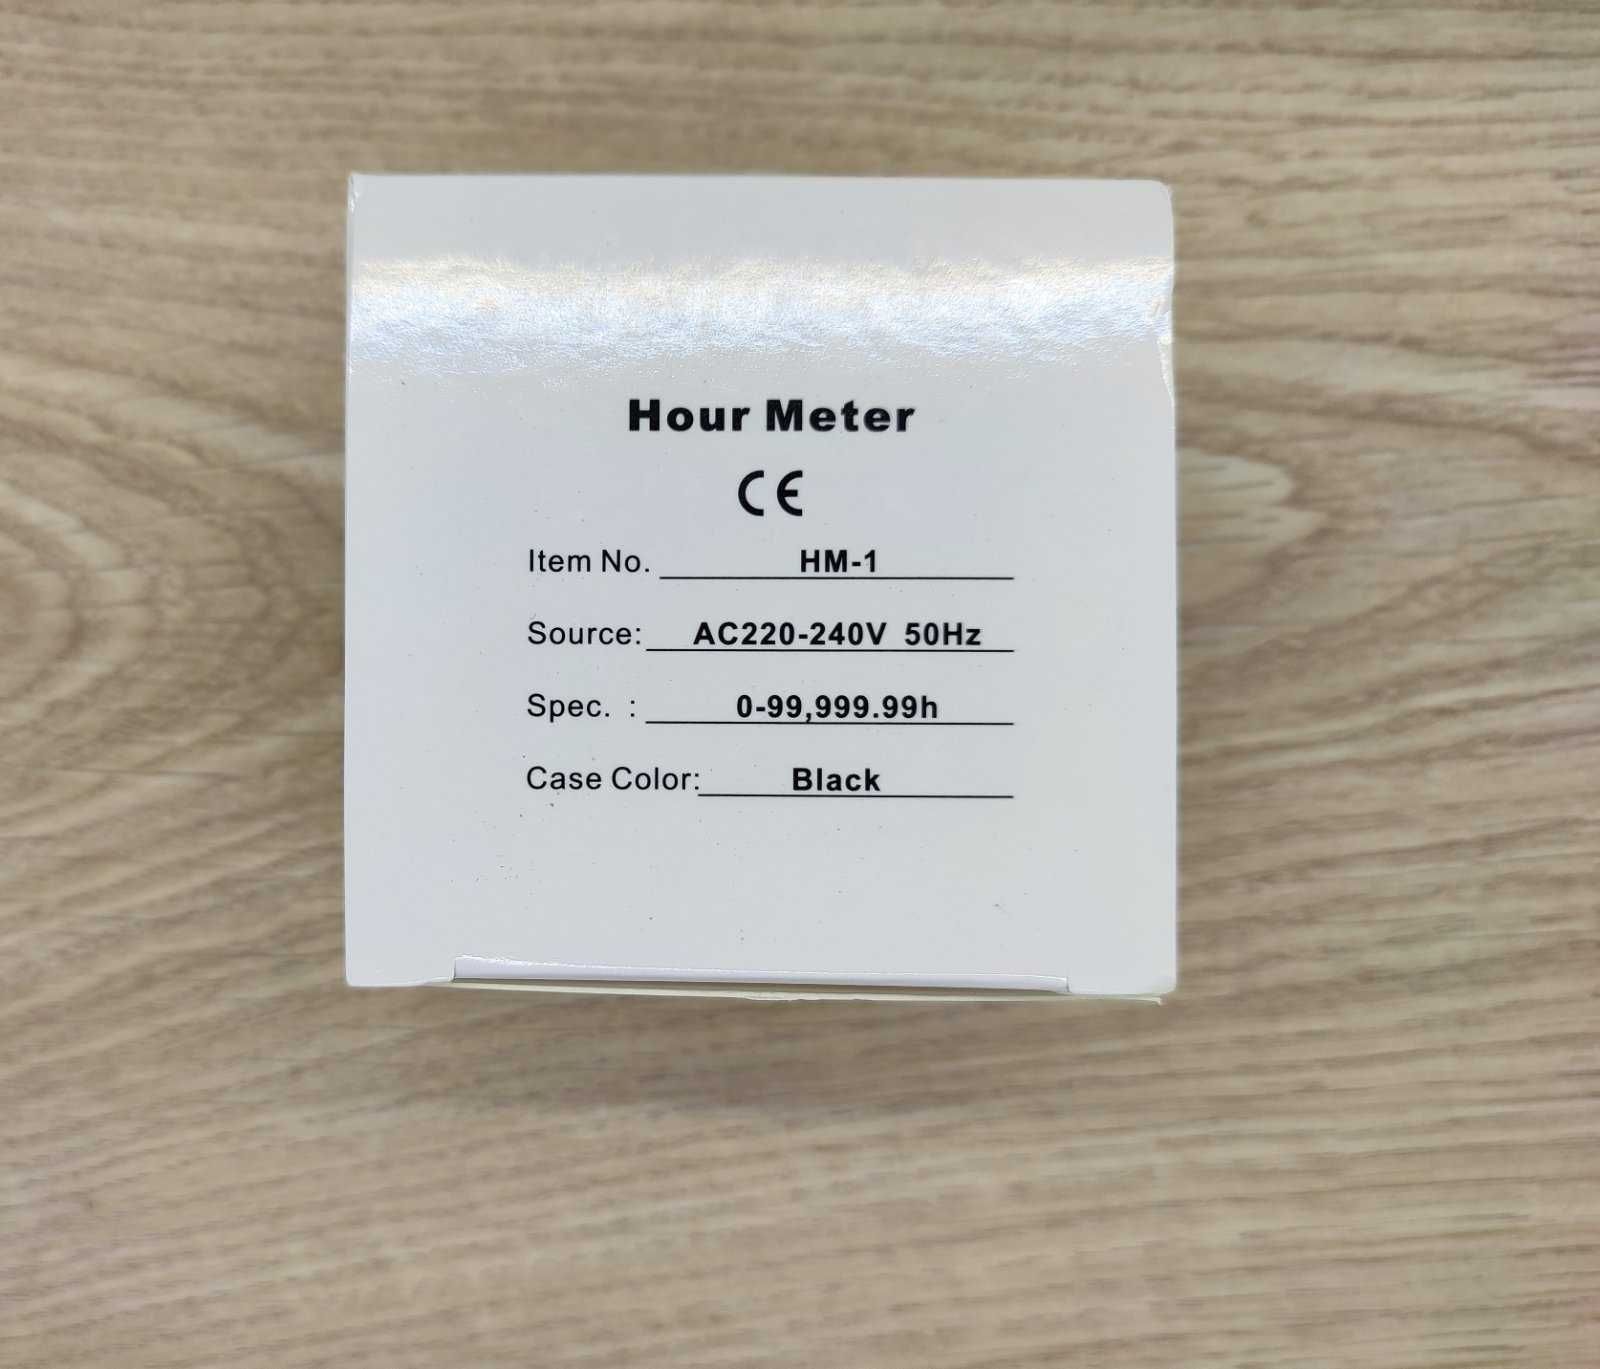 Hour Meter
CE
Item No. HM-1
Source: AC220-240V 50Hz
Spec. : 0-99,999.99h
Case Color: Black